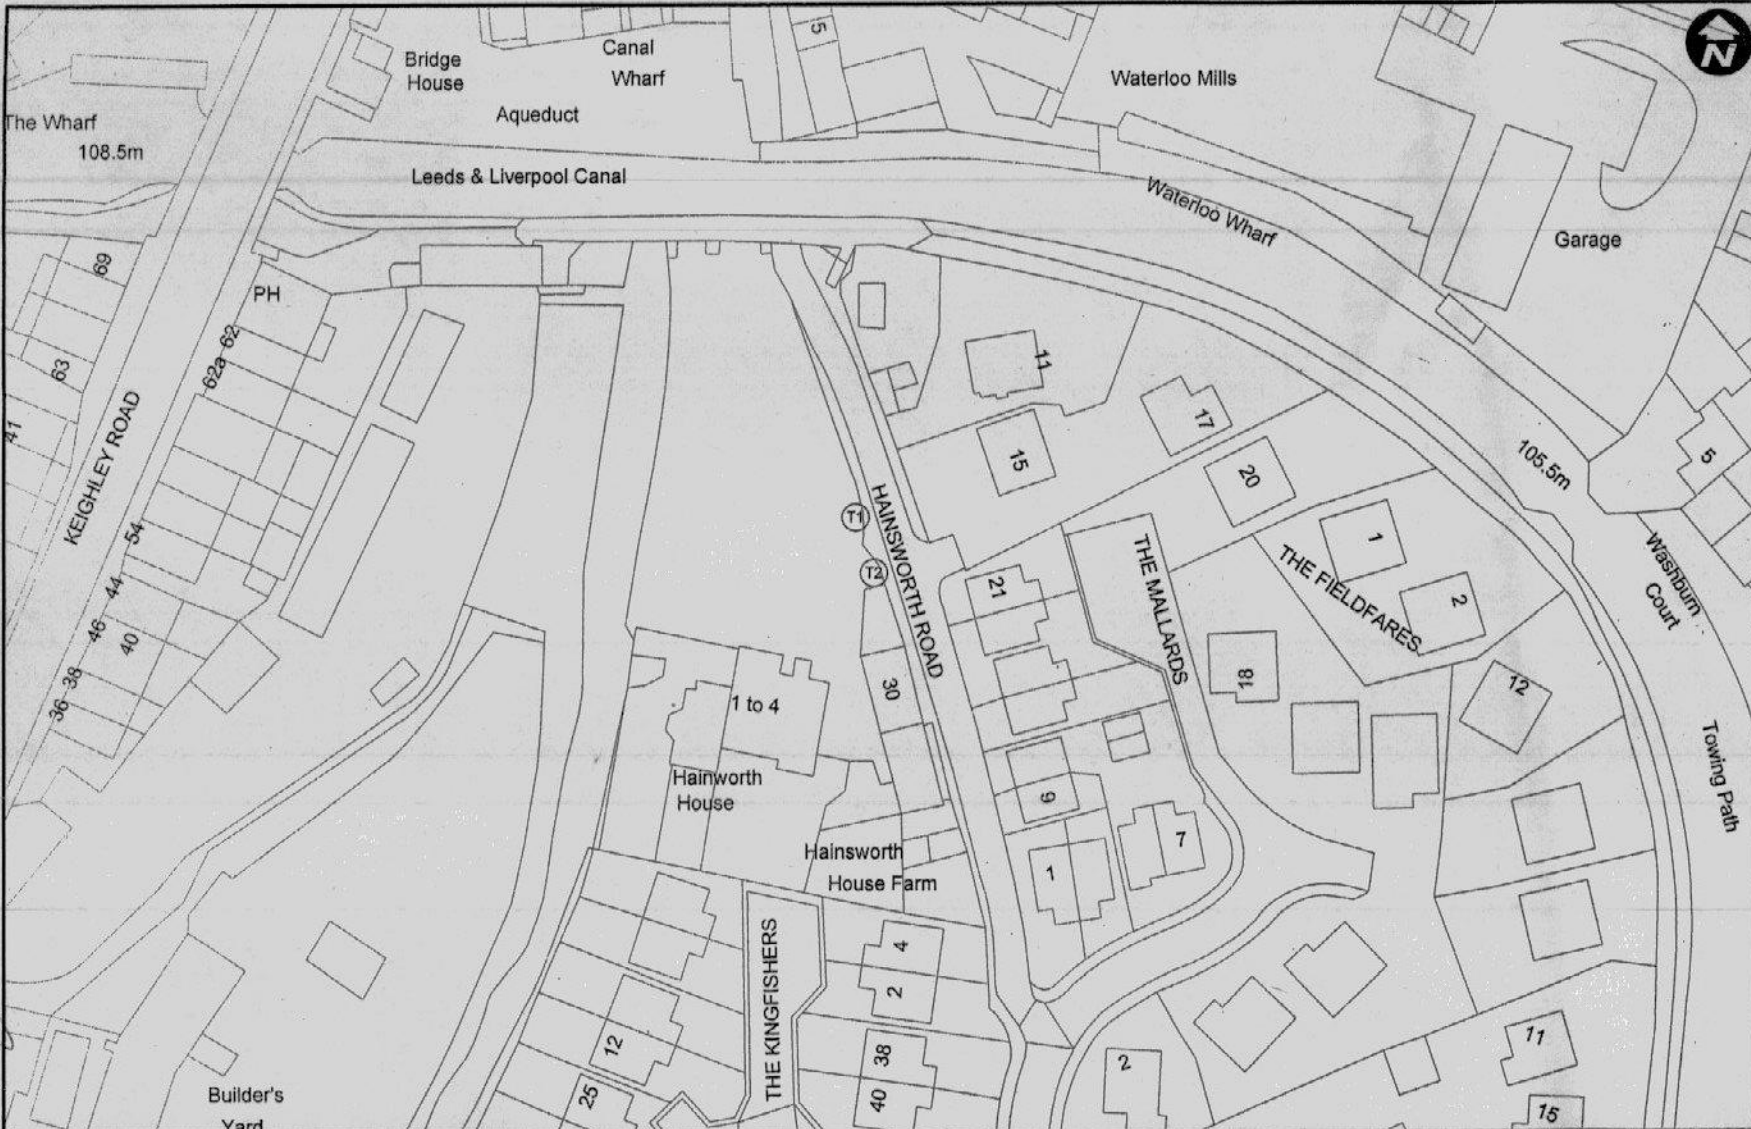 N
Bridge
House
Canal
Wharf
5
Waterloo Mills
Aqueduct
The Wharf
108.5m
Leeds & Liverpool Canal
Waterloo Wharf
Garage
69
PH
62
62a
63
41
KEIGHLEY ROAD
11
17
15
20
105.5m
5
T1
HAINSWORTH ROAD
T2
54
44
46
40
38
36
21
THE MALLARDS
1
THE FIELDFARES
2
Washburn
Court
30
18
12
Towing Path
1 to 4
Hainworth
House
9
7
1
Hainsworth
House Farm
THE KINGFISHERS
4
2
12
38
25
40
2
11
15
Builder's
Yard